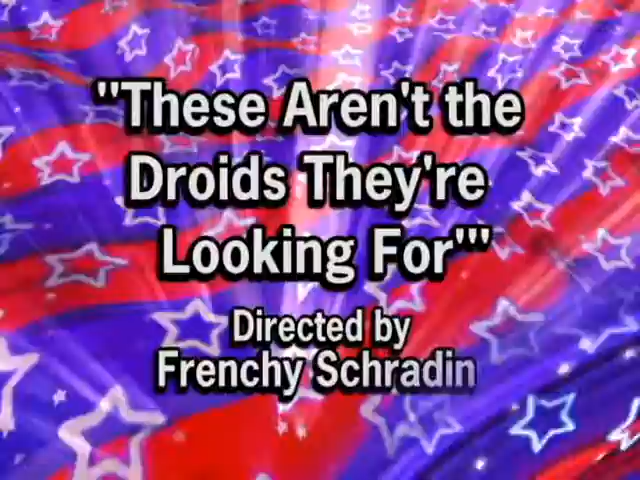 "These Aren't the
Droids They're
Looking For'"
Directed by
Frenchy Schradin